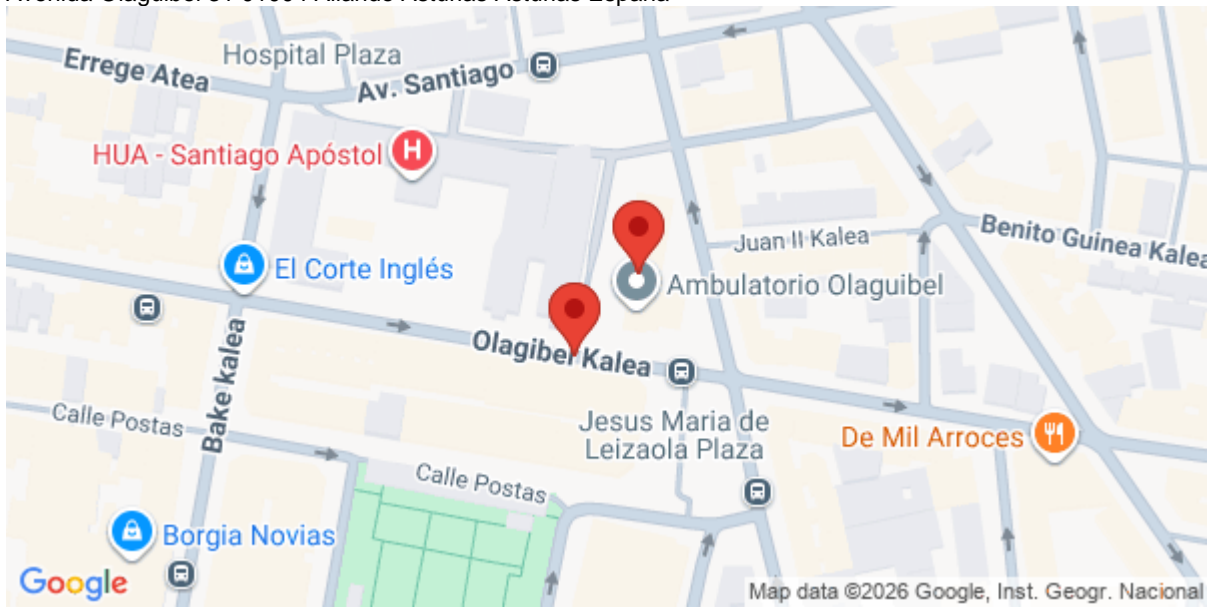 Hospital Plaza
Errege Atea
Av. Santiago
HUA - Santiago Apóstol
H
Juan II Kalea
Benito Guinea Kalea
El Corte Inglés
Ambulatorio Olaguibel
Olagibel Kalea
Bake kalea
Calle Postas
Jesus Maria de
Leizaola Plaza
De Mil Arroces
Calle Postas
Borgia Novias
Google
Map data ©2026 Google, Inst. Geogr. Nacional